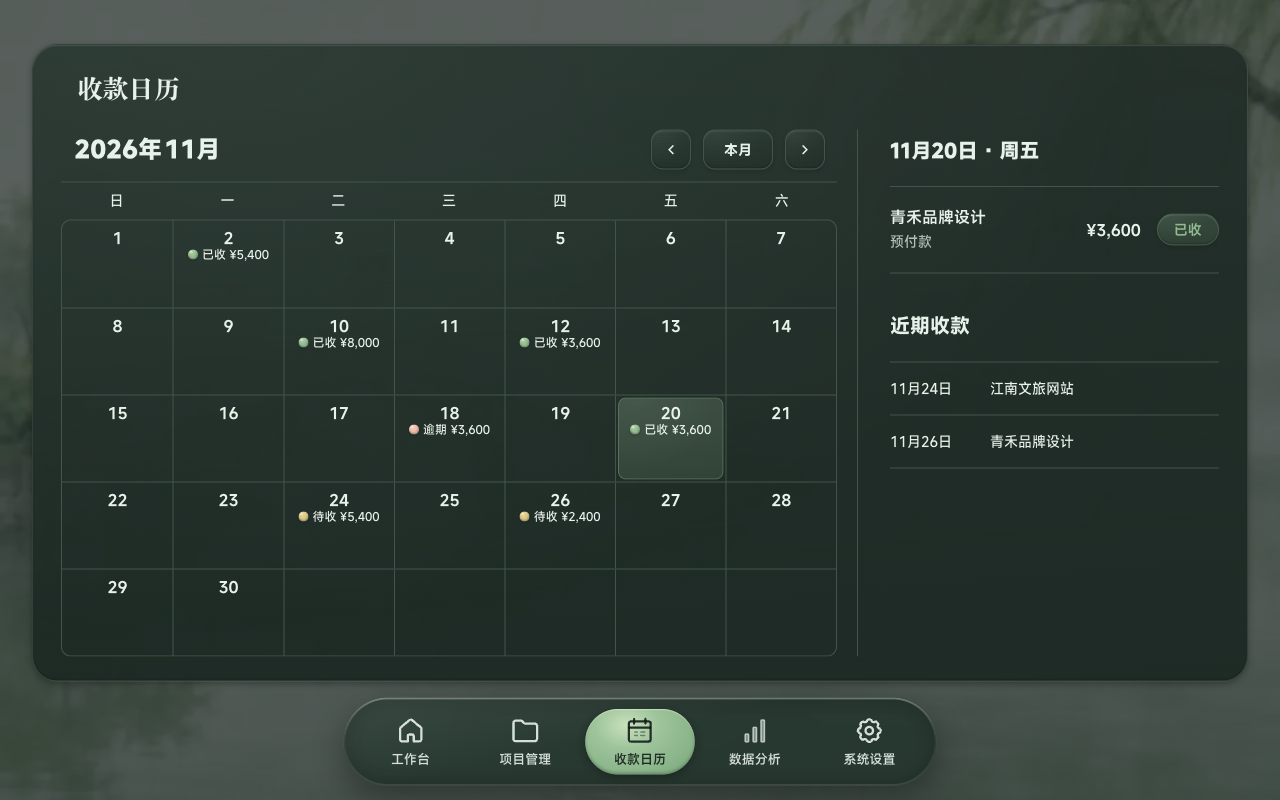 收款日历
2026年11月
本月
日 一 二 三 四 五 六
1 2 3 4 5 6 7
已收 ¥5,400
8 9 10 11 12 13 14
已收 ¥8,000 已收 ¥3,600
15 16 17 18 19 20 21
逾期 ¥3,600 已收 ¥3,600
22 23 24 25 26 27 28
待收 ¥5,400 待收 ¥2,400
29 30
11月20日 · 周五
青禾品牌设计
预付款
¥3,600 已收
近期收款
11月24日 江南文旅网站
11月26日 青禾品牌设计
工作台 项目管理 收款日历 数据分析 系统设置